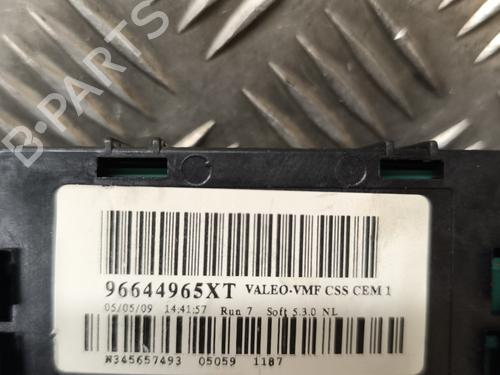 B-PARTS
96644965XT VALEO-VMF CSS CEM 1
05/05/09 14:41:57 Run 7 Soft 5.3.0 NL
N345657493 05059 1187